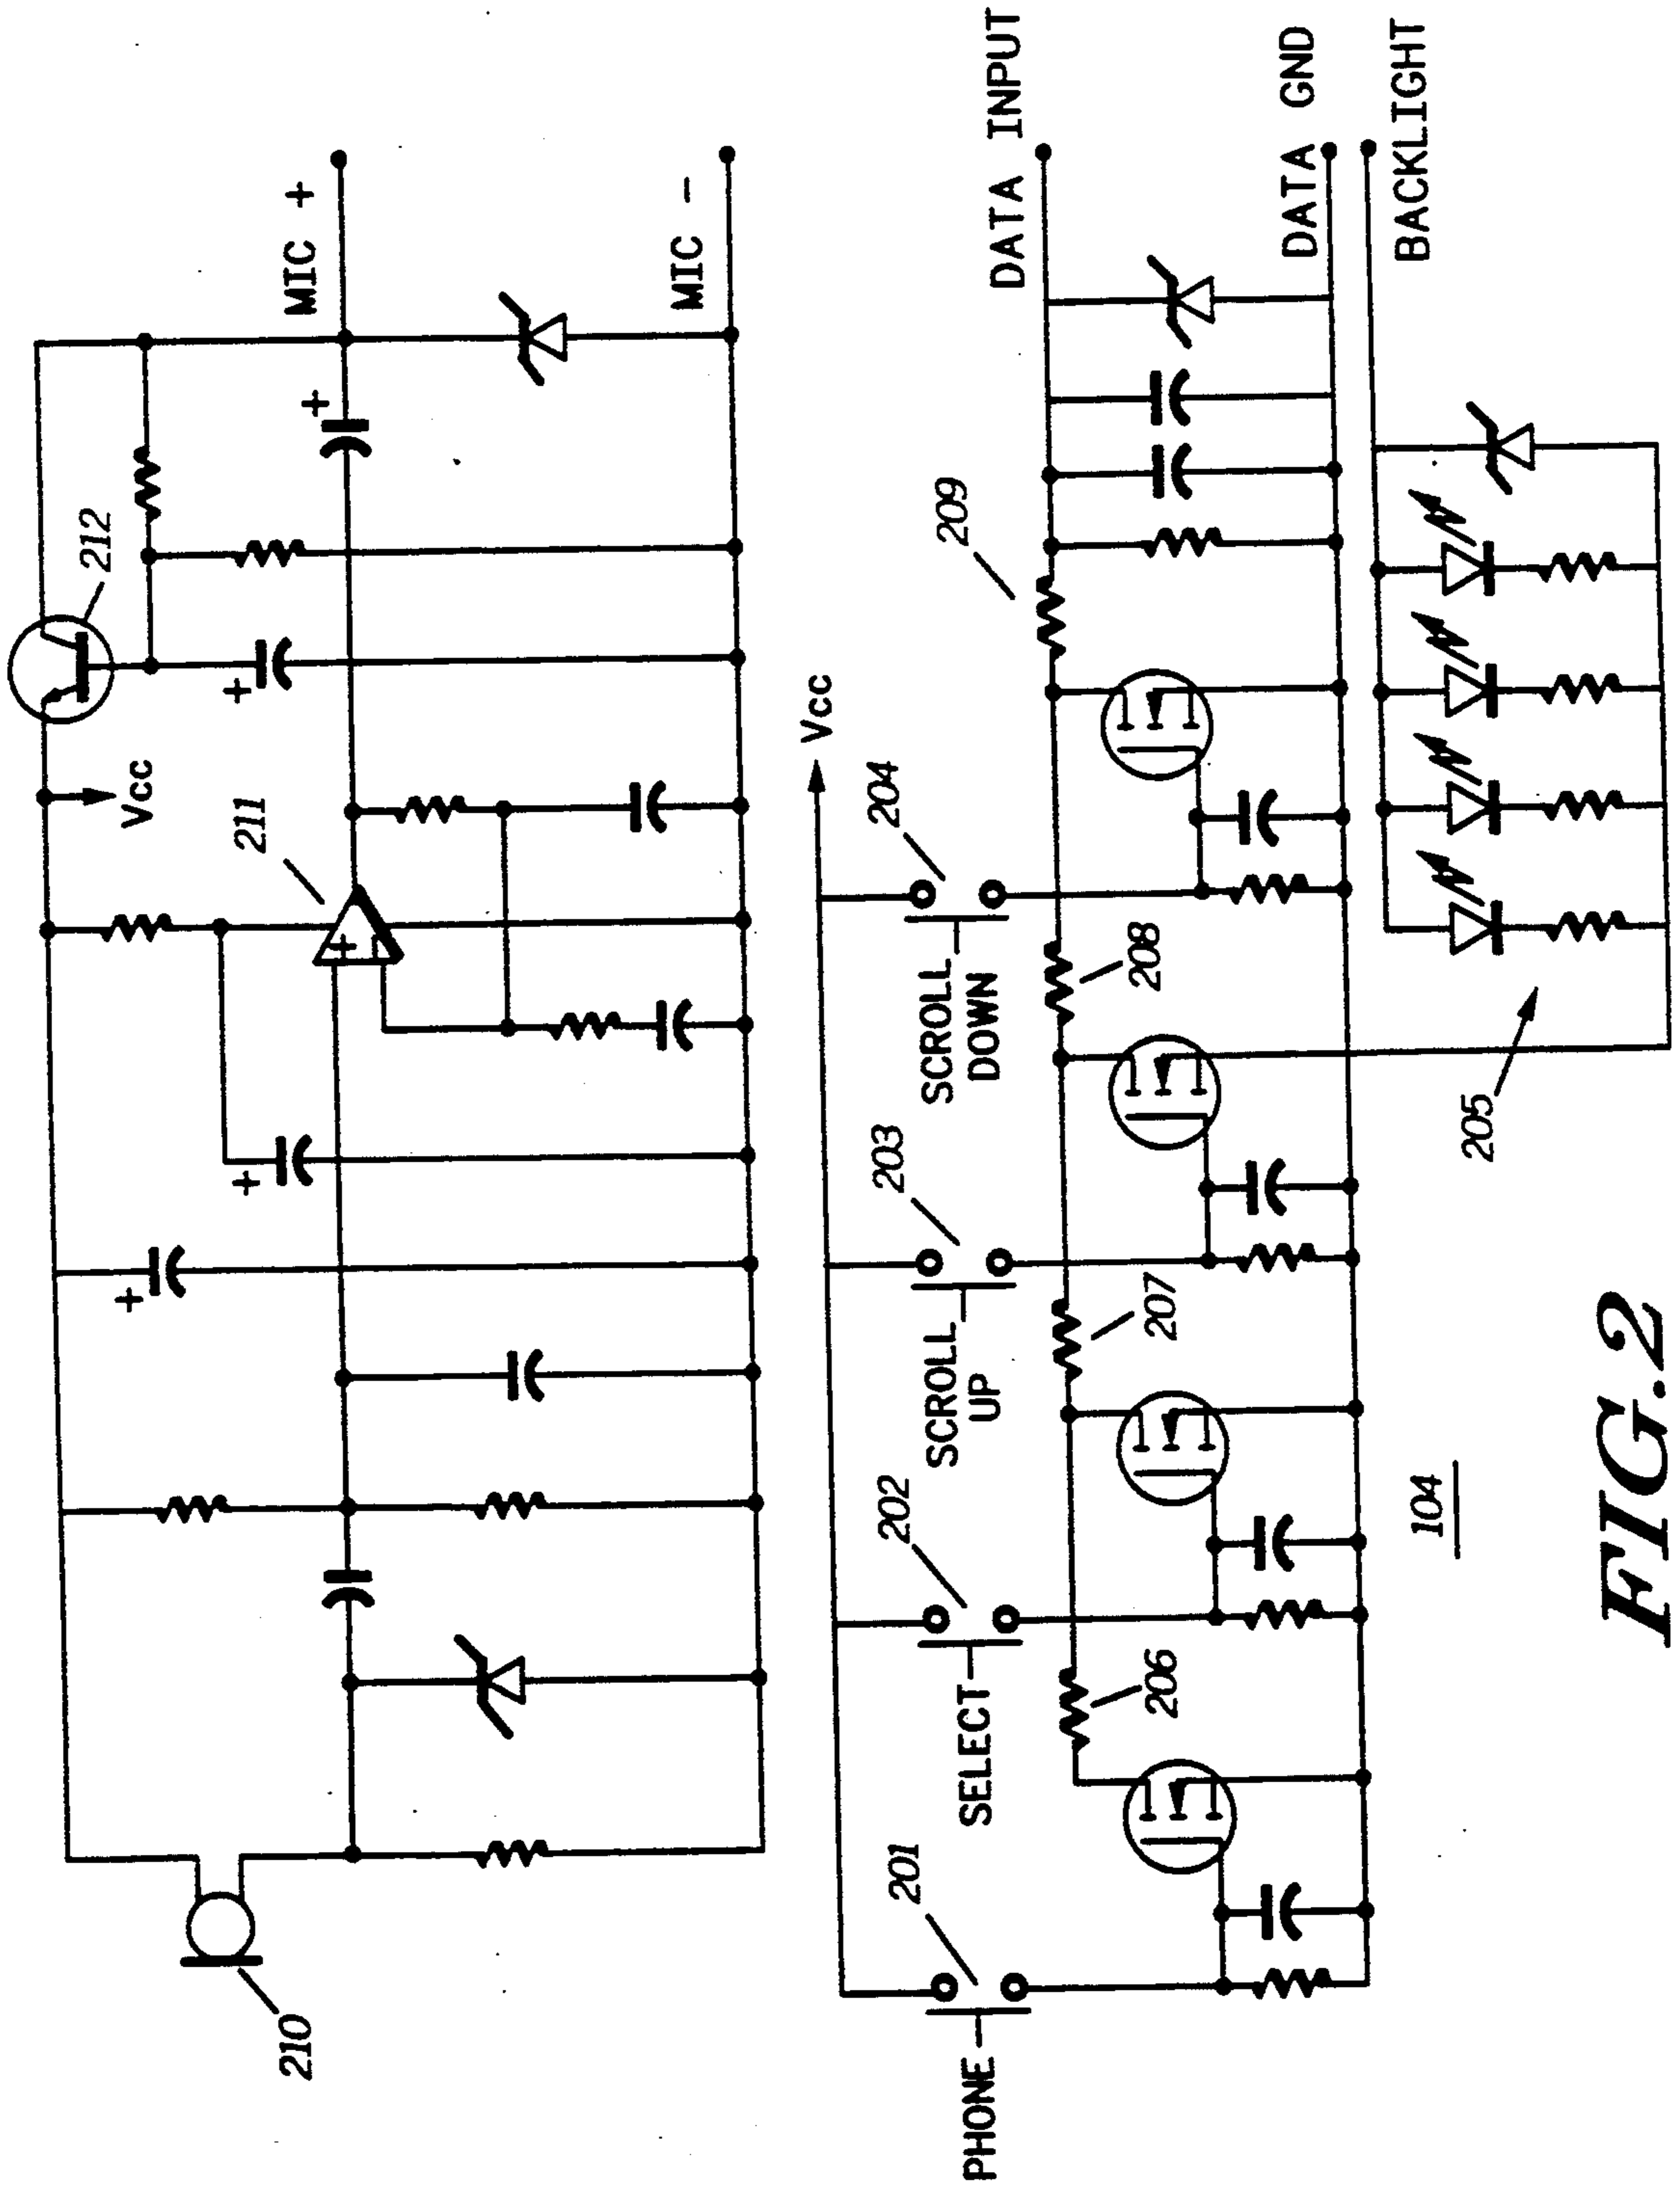 212
MIC +
Vcc
211
210
MIC –
Vcc
DATA INPUT
204
209
203
SCROLL
DOWN
208
202
SCROLL
UP
207
201
SELECT
206
PHONE
DATA GND
BACKLIGHT
205
104
FIG.2
+
+
+
+
+
–